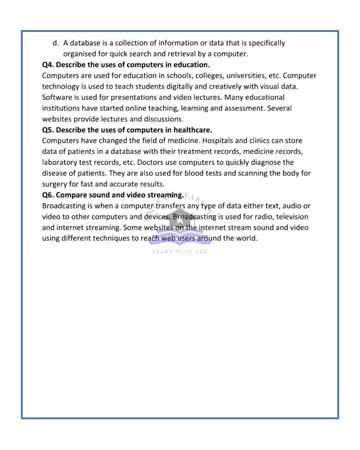 d. A database is a collection of information or data that is specifically
organised for quick search and retrieval by a computer.
Q4. Describe the uses of computers in education.
Computers are used for education in schools, colleges, universities, etc. Computer
technology is used to teach students digitally and creatively with visual data.
Software is used for presentations and video lectures. Many educational
institutions have started online teaching, learning and assessment. Several
websites provide lectures and discussions.
Q5. Describe the uses of computers in healthcare.
Computers have changed the field of medicine. Hospitals and clinics can store
data of patients in a database with their treatment records, medicine records,
laboratory test records, etc. Doctors use computers to quickly diagnose the
disease of patients. They are also used for blood tests and scanning the body for
surgery for fast and accurate results.
Q6. Compare sound and video streaming.
Broadcasting is when a computer transfers any type of data either text, audio or
video to other computers and devices. Broadcasting is used for radio, television
and internet streaming. Some websites on the internet stream sound and video
using different techniques to reach web users around the world.
LEARN WITH YOU